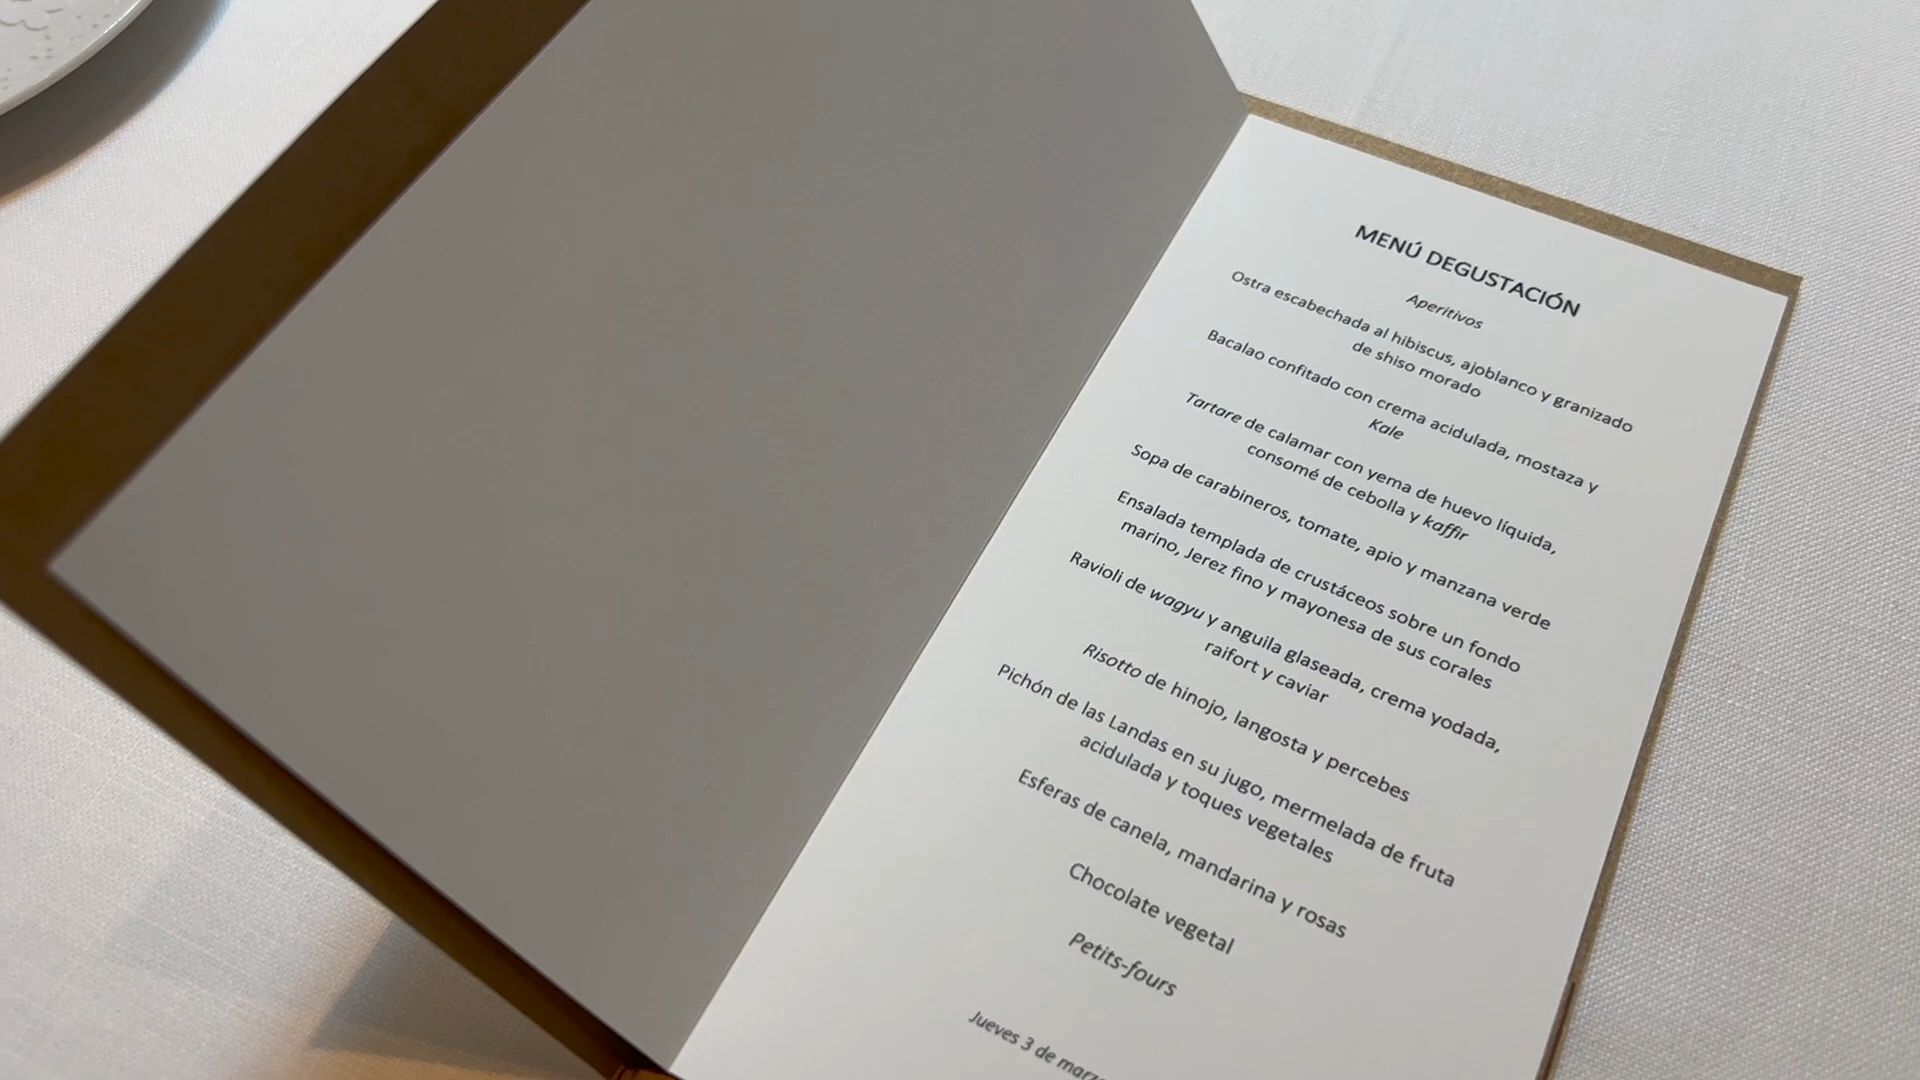 MENÚ DEGUSTACIÓN
Aperitivos
Ostra escabechada al hibiscus, ajoblanco y granizado
de shiso morado
Bacalao confitado con crema acidulada, mostaza y
Kale
Tartare de calamar con yema de huevo líquida,
consomé de cebolla y kaffir
Sopa de carabineros, tomate, apio y manzana verde
Ensalada templada de crustáceos sobre un fondo
marino, Jerez fino y mayonesa de sus corales
Ravioli de wagyu y anguila glaseada, crema yodada,
raifort y caviar
Risotto de hinojo, langosta y percebes
Pichón de las Landas en su jugo, mermelada de fruta
acidulada y toques vegetales
Esferas de canela, mandarina y rosas
Chocolate vegetal
Petits-fours
Jueves 3 de